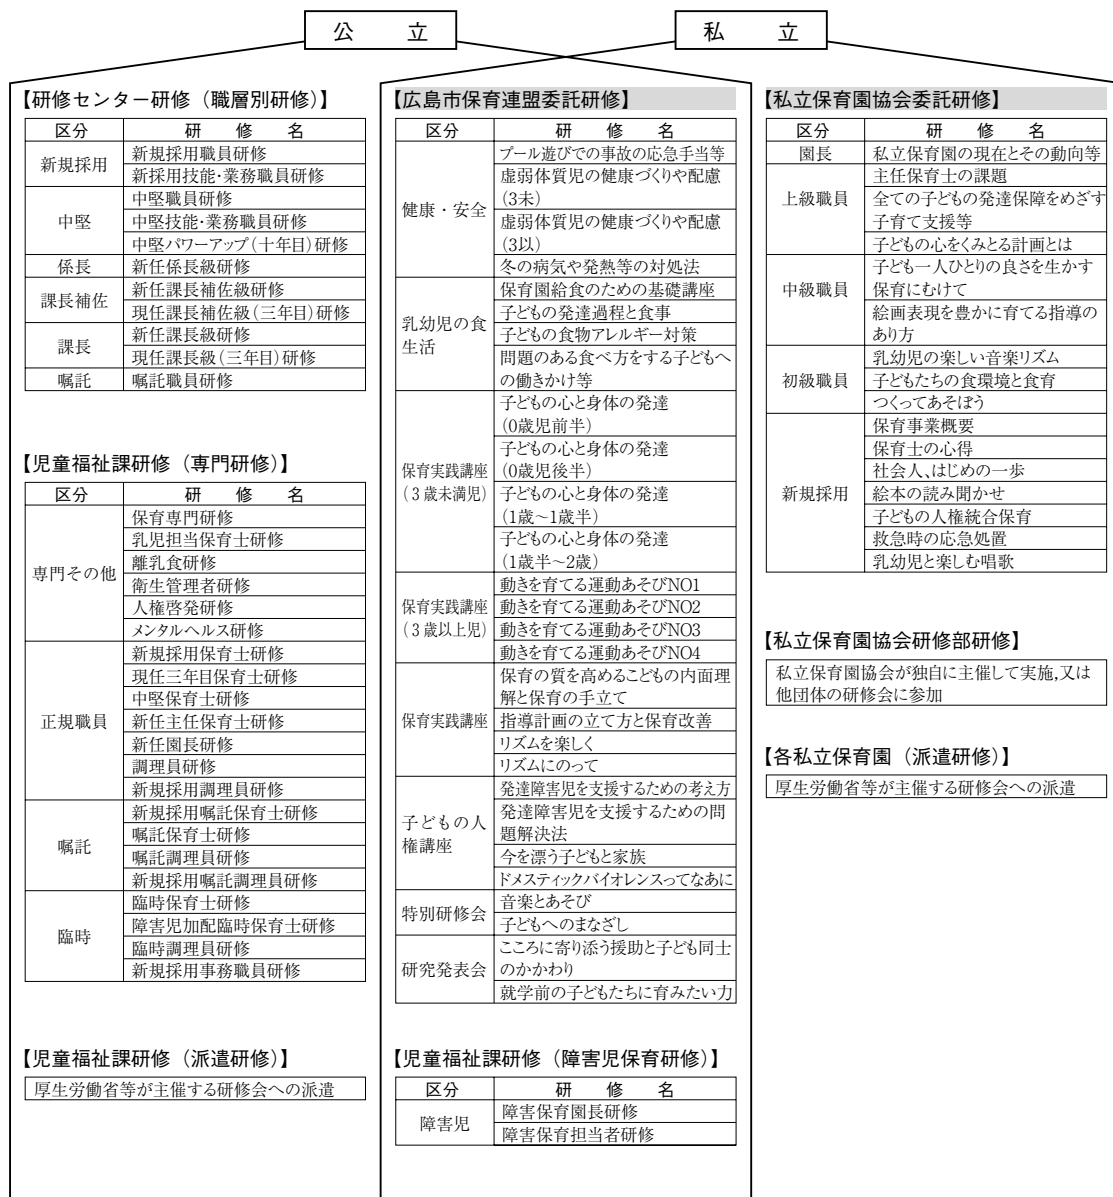 公　立
私　立
【研修センター研修（職層別研修）】
区分 研　修　名
新規採用 新規採用職員研修
新採用技能･業務職員研修
中堅 中堅職員研修
中堅技能･業務職員研修
中堅パワーアップ（十年目）研修
係長 新任係長級研修
課長補佐 新任課長補佐級研修
現任課長補佐級（三年目）研修
課長 新任課長級研修
現任課長級（三年目）研修
嘱託 嘱託職員研修
【児童福祉課研修（専門研修）】
区分 研　修　名
専門その他 保育専門研修
乳児担当保育士研修
離乳食研修
衛生管理者研修
人権啓発研修
メンタルヘルス研修
正規職員 新規採用保育士研修
現任三年目保育士研修
中堅保育士研修
新任主任保育士研修
新任園長研修
調理員研修
新規採用調理員研修
嘱託 新規採用嘱託保育士研修
嘱託保育士研修
嘱託調理員研修
新規採用嘱託調理員研修
臨時 臨時保育士研修
障害児加配臨時保育士研修
臨時調理員研修
新規採用事務職員研修
【児童福祉課研修（派遣研修）】
厚生労働省等が主催する研修会への派遣
【広島市保育連盟委託研修】
区分 研　修　名
健康・安全 プール遊びでの事故の応急手当等
虚弱体質児の健康づくりや配慮
（3未）
虚弱体質児の健康づくりや配慮
（3以）
冬の病気や発熱等の対処法
乳幼児の食
生活
保育園給食のための基礎講座
子どもの発達過程と食事
子どもの食物アレルギー対策
問題のある食べ方をする子どもへ
の働きかけ等
保育実践講座
（３歳未満児）
子どもの心と身体の発達
（0歳児前半）
子どもの心と身体の発達
（0歳児後半）
子どもの心と身体の発達
（1歳～1歳半）
子どもの心と身体の発達
（1歳半～2歳）
保育実践講座
（３歳以上児）
動きを育てる運動あそびNO1
動きを育てる運動あそびNO2
動きを育てる運動あそびNO3
動きを育てる運動あそびNO4
保育実践講座 保育の質を高めるこどもの内面理
解と保育の手立て
指導計画の立て方と保育改善
リズムを楽しく
リズムにのって
子どもの人
権講座
発達障害児を支援するための考え方
発達障害児を支援するための問
題解決法
今を漂う子どもと家族
ドメスティックバイオレンスってなあに
特別研修会 音楽とあそび
子どもへのまなざし
研究発表会 こころに寄り添う援助と子ども同士
のかかわり
就学前の子どもたちに育みたい力
【児童福祉課研修（障害児保育研修）】
区分 研　修　名
障害児 障害保育園長研修
障害保育担当者研修
【私立保育園協会委託研修】
区分 研　修　名
園長 私立保育園の現在とその動向等
上級職員 主任保育士の課題
全ての子どもの発達保障をめざす
子育て支援等
子どもの心をくみとる計画とは
中級職員 子ども一人ひとりの良さを生かす
保育にむけて
絵画表現を豊かに育てる指導の
あり方
初級職員 乳幼児の楽しい音楽リズム
子どもたちの食環境と食育
つくってあそぼう
新規採用 保育事業概要
保育士の心得
社会人、はじめの一歩
絵本の読み聞かせ
子どもの人権統合保育
救急時の応急処置
乳幼児と楽しむ唱歌
【私立保育園協会研修部研修】
私立保育園協会が独自に主催して実施,又は
他団体の研修会に参加
【各私立保育園（派遣研修）】
厚生労働省等が主催する研修会への派遣